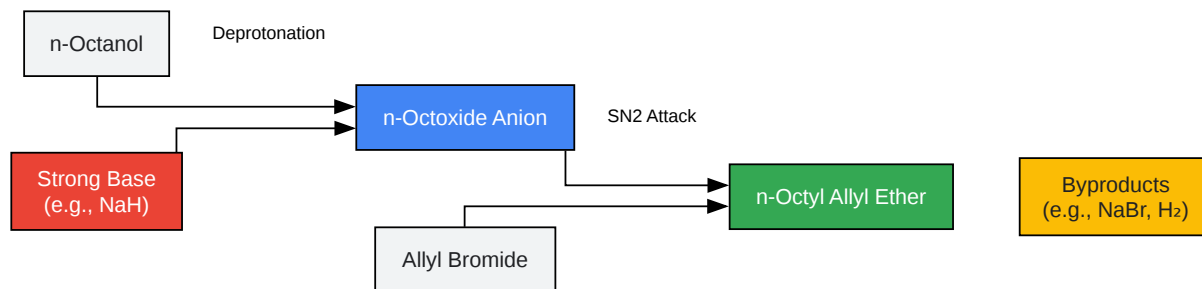 n-Octanol
Deprotonation
n-Octoxide Anion
SN2 Attack
Strong Base
(e.g., NaH)
n-Octyl Allyl Ether
Byproducts
(e.g., NaBr, H₂)
Allyl Bromide